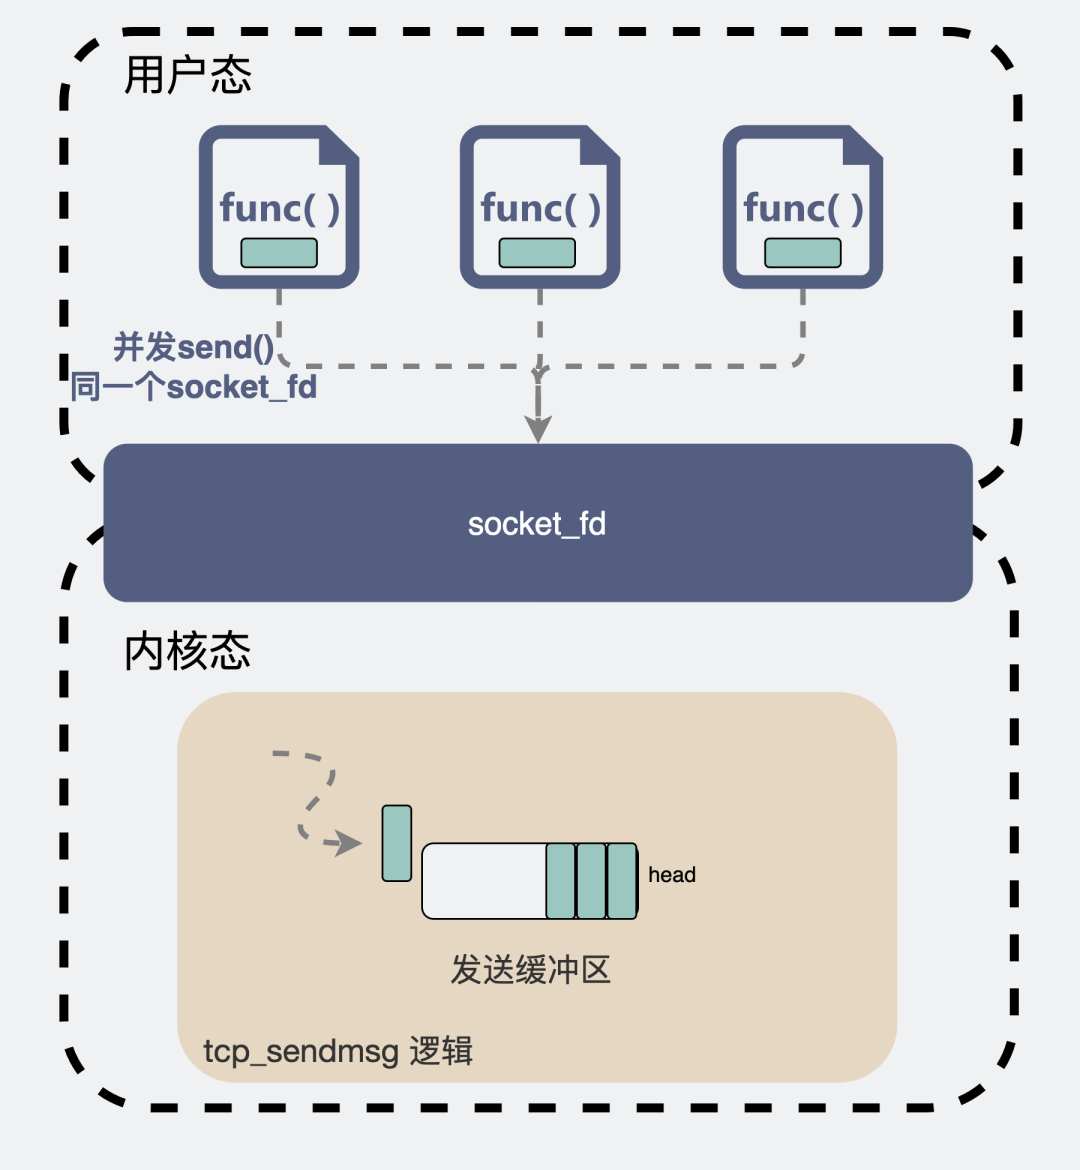 用户态
func( )
func( )
func( )
并发send()
同一个socket_fd
socket_fd
内核态
head
发送缓冲区
tcp_sendmsg 逻辑